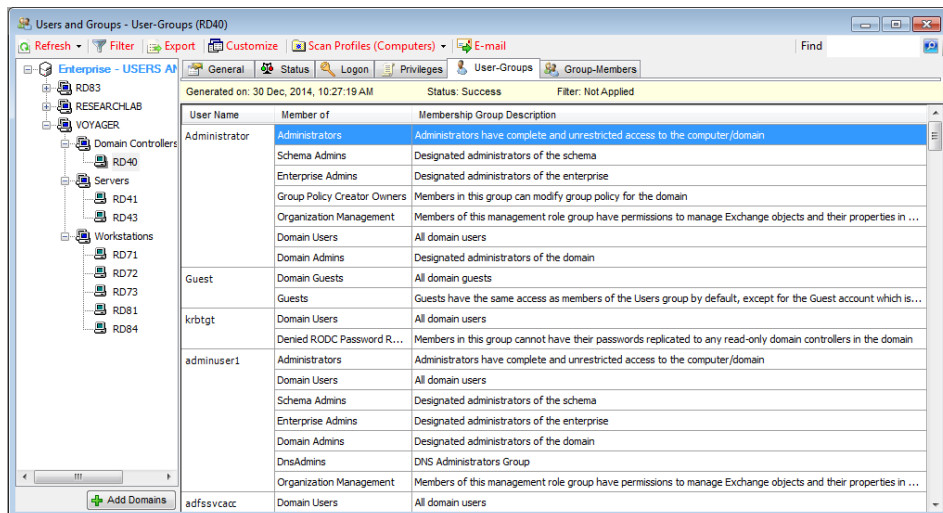 Users and Groups - User-Groups (RD40)
Refresh Filter Export Customize Scan Profiles (Computers) E-mail Find
Enterprise - USERS AN
RD83
RESEARCHLAB
VOYAGER
Domain Controllers
RD40
Servers
RD41
RD43
Workstations
RD71
RD72
RD73
RD81
RD84
Add Domains
General Status Logon Privileges User-Groups Group-Members
Generated on: 30 Dec, 2014, 10:27:19 AM Status: Success Filter: Not Applied
User Name Member of Membership Group Description
Administrator Administrators Administrators have complete and unrestricted access to the computer/domain
Schema Admins Designated administrators of the schema
Enterprise Admins Designated administrators of the enterprise
Group Policy Creator Owners Members in this group can modify group policy for the domain
Organization Management Members of this management role group have permissions to manage Exchange objects and their properties in ...
Domain Users All domain users
Domain Admins Designated administrators of the domain
Guest Domain Guests All domain guests
Guests Guests have the same access as members of the Users group by default, except for the Guest account which is...
krbtgt Domain Users All domain users
Denied RODC Password R... Members in this group cannot have their passwords replicated to any read-only domain controllers in the domain
adminuser1 Administrators Administrators have complete and unrestricted access to the computer/domain
Domain Users All domain users
Schema Admins Designated administrators of the schema
Enterprise Admins Designated administrators of the enterprise
Domain Admins Designated administrators of the domain
DnsAdmins DNS Administrators Group
Organization Management Members of this management role group have permissions to manage Exchange objects and their properties in ...
adfssvcacc Domain Users All domain users